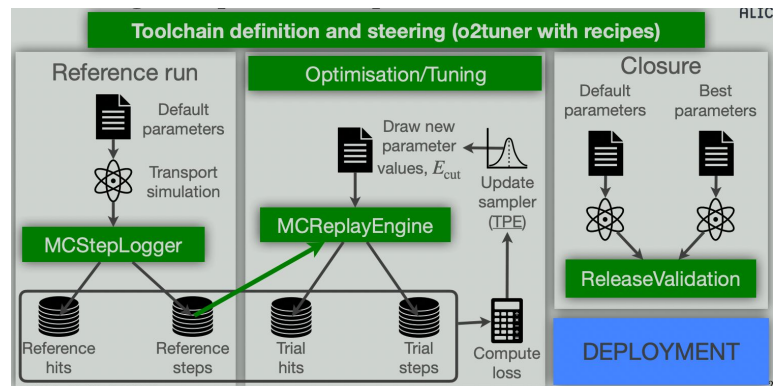 ALIC
Toolchain definition and steering (o2tuner with recipes)
Reference run
Default
parameters
Transport
simulation
MCStepLogger
Reference
hits
Reference
steps
Optimisation/Tuning
Draw new
parameter
values, E_cut
Update
sampler
(TPE)
MCReplayEngine
Trial
hits
Trial
steps
Compute
loss
Closure
Default
parameters
Best
parameters
ReleaseValidation
DEPLOYMENT